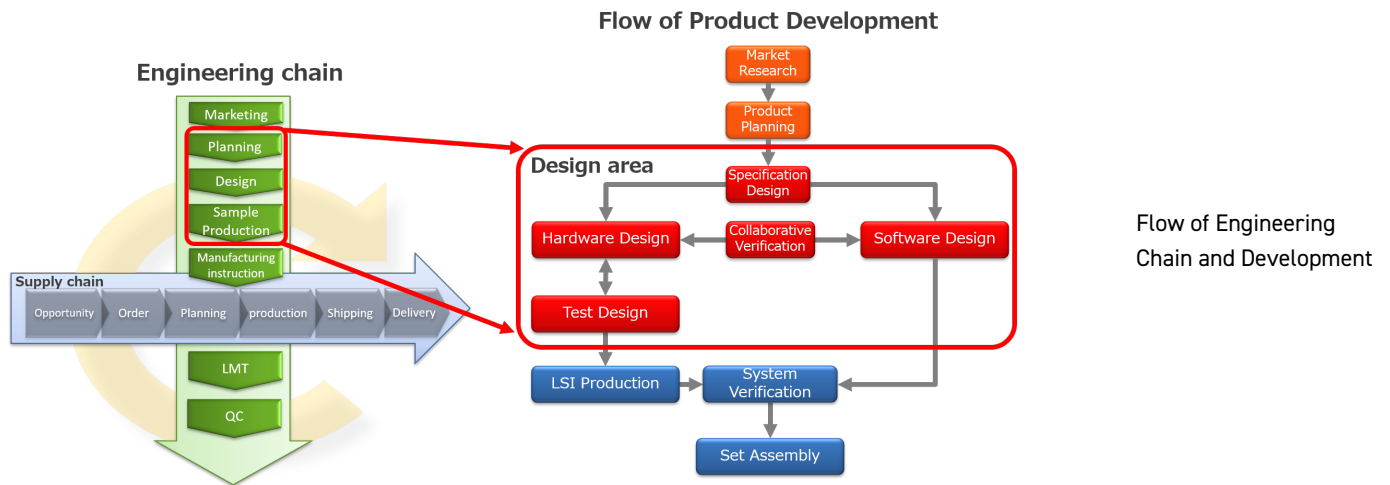 Flow of Product Development
Engineering chain
Marketing
Planning
Design
Sample
Production
Manufacturing
instruction
Supply chain
Opportunity
Order
Planning
production
Shipping
Delivery
LMT
QC
Market
Research
Product
Planning
Design area
Specification
Design
Hardware Design
Collaborative
Verification
Software Design
Test Design
LSI Production
System
Verification
Set Assembly
Flow of Engineering
Chain and Development